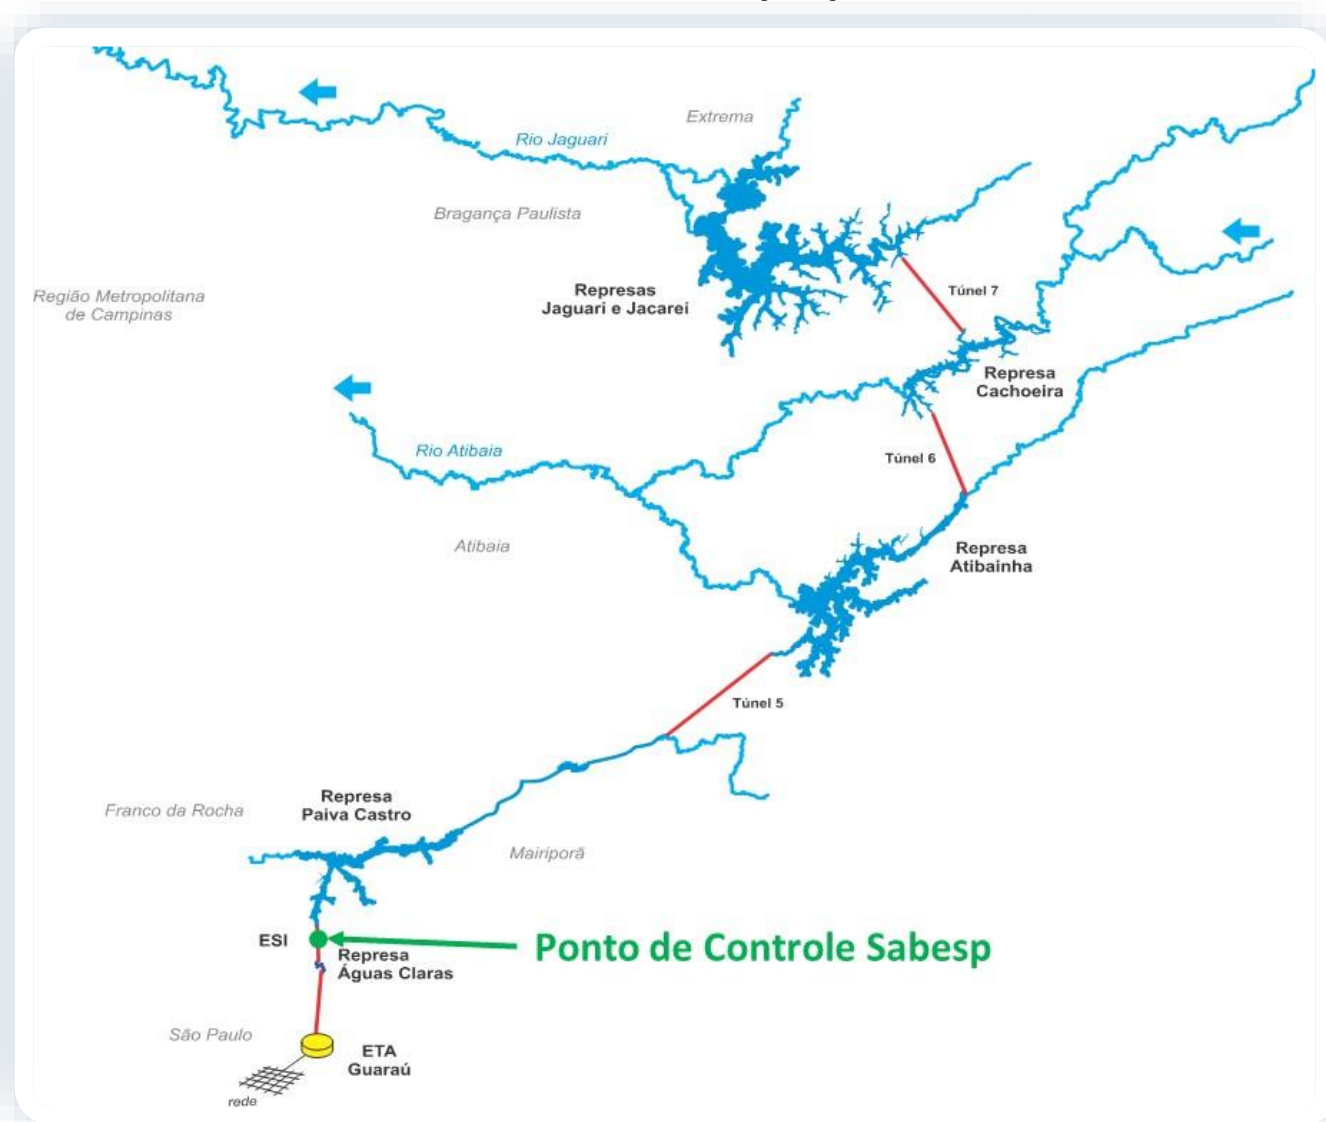 Extrema
Rio Jaguari
Bragança Paulista
Região Metropolitana
de Campinas
Represas
Jaguari e Jacareí
Túnel 7
Represa
Cachoeira
Rio Atibaia
Túnel 6
Atibaia
Represa
Atibainha
Túnel 5
Franco da Rocha
Represa
Paiva Castro
Mairiporã
ESI
Ponto de Controle Sabesp
Represa
Águas Claras
São Paulo
ETA
Guaraú
rede